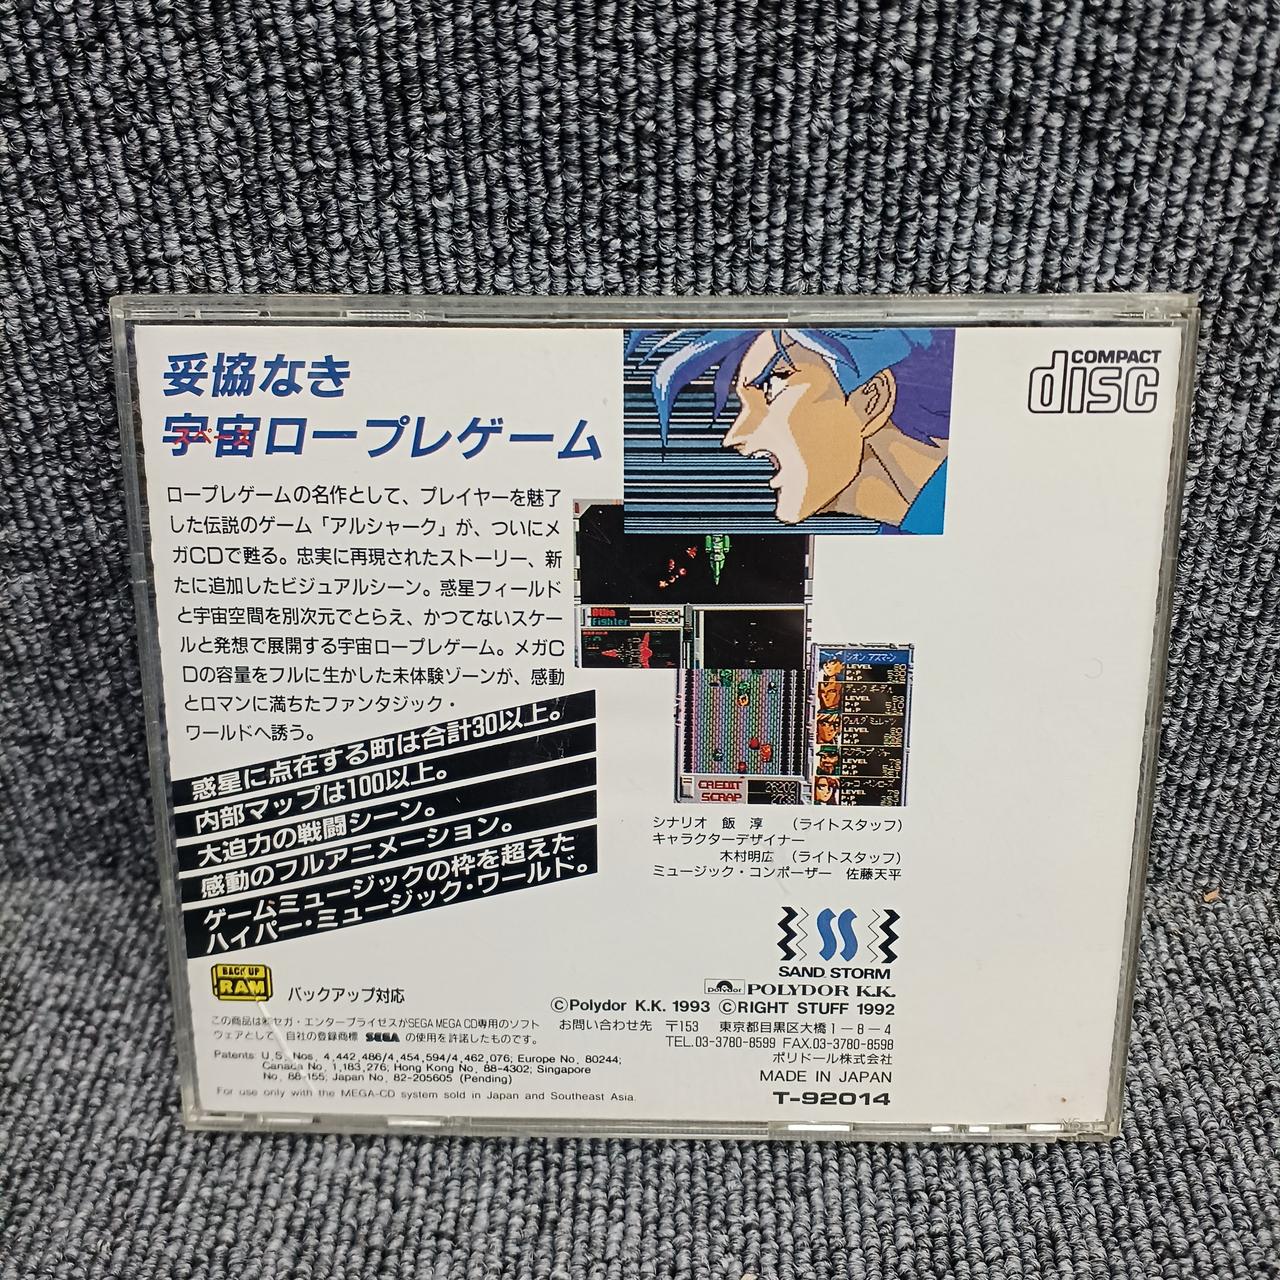 妥協なき
スペース
宇宙ロープレゲーム
COMPACT
disc
ロープレゲームの名作として、プレイヤーを魅了
した伝説のゲーム「アルシャーク」が、ついにメ
ガCDで甦る。忠実に再現されたストーリー、新
たに追加したビジュアルシーン。惑星フィールド
と宇宙空間を別次元でとらえ、かつてないスケー
ルと発想で展開する宇宙ロープレゲーム。メガC
Dの容量をフルに生かした未体験ゾーンが、感動
とロマンに満ちたファンタジック・
ワールドへ誘う。
惑星に点在する町は合計30以上。
内部マップは100以上。
大迫力の戦闘シーン。
感動のフルアニメーション。
ゲームミュージックの枠を超えた
ハイパー・ミュージック・ワールド。
Fighter
シオン・アスマーン
LEVEL
P・P
M・P
LEVEL
P・P
M・P
LEVEL
P・P
M・P
LEVEL
P・P
M・P
LEVEL
P・P
M・P
CREDIT 26202
SCRAP
シナリオ 飯 淳 (ライトスタッフ)
キャラクターデザイナー
木村明広 (ライトスタッフ)
ミュージック・コンポーザー 佐藤天平
SAND STORM
Polydor
POLYDOR K.K.
©Polydor K.K. 1993 ©RIGHT STUFF 1992
お問い合わせ先 〒153 東京都目黒区大橋1-8-4
TEL.03-3780-8599 FAX.03-3780-8598
ポリドール株式会社
MADE IN JAPAN
T-92014
BACK UP
RAM
バックアップ対応
この商品は㈱セガ・エンタープライゼスがSEGA MEGA CD専用のソフト
ウェアとして、自社の登録商標 SEGA の使用を許諾したものです。
Patents: U.S. Nos. 4,442,486/4,454,594/4,462,076; Europe No. 80244;
Canada No. 1,183,276; Hong Kong No. 88-4302; Singapore
No. 88-155; Japan No. 82-205605 (Pending)
For use only with the MEGA-CD system sold in Japan and Southeast Asia.